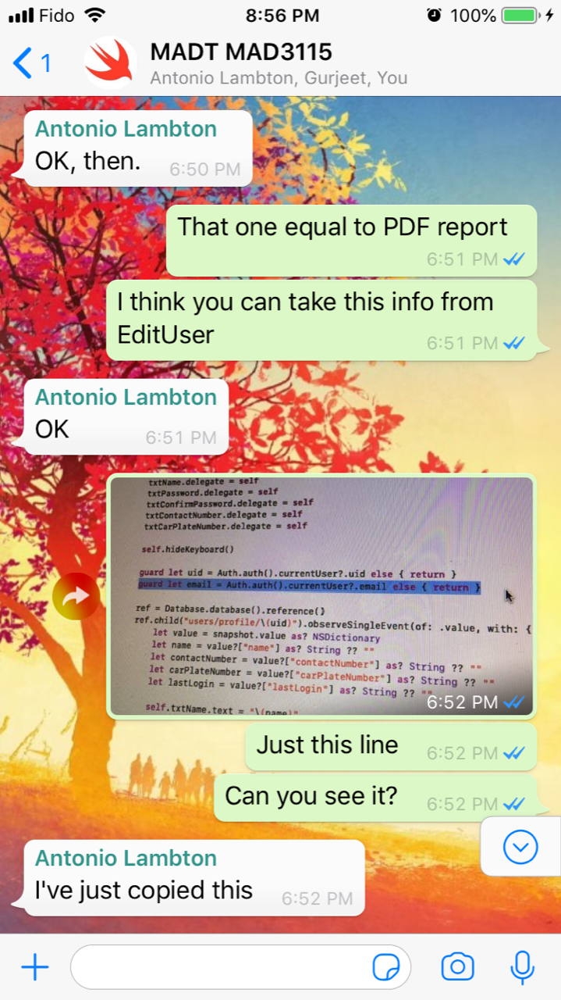 Fido 8:56 PM 100%
1 MADT MAD3115
Antonio Lambton, Gurjeet, You
Antonio Lambton
OK, then. 6:50 PM
That one equal to PDF report
6:51 PM
I think you can take this info from
EditUser 6:51 PM
Antonio Lambton
OK 6:51 PM
txtName.delegate = self
txtPassword.delegate = self
txtConfirmPassword.delegate = self
txtContactNumber.delegate = self
txtCarPlateNumber.delegate = self
self.hideKeyboard()
guard let uid = Auth.auth().currentUser?.uid else { return }
guard let email = Auth.auth().currentUser?.email else { return }
ref = Database.database().reference()
ref.child("users/profile/\(uid)").observeSingleEvent(of: .value, with: {
let value = snapshot.value as? NSDictionary
let name = value?["name"] as? String ?? ""
let contactNumber = value?["contactNumber"] as? String ?? ""
let carPlateNumber = value?["carPlateNumber"] as? String ?? ""
let lastLogin = value?["lastLogin"] as? String ?? ""
self.txtName.text = "\(name)"
6:52 PM
Just this line 6:52 PM
Can you see it? 6:52 PM
Antonio Lambton
I've just copied this 6:52 PM